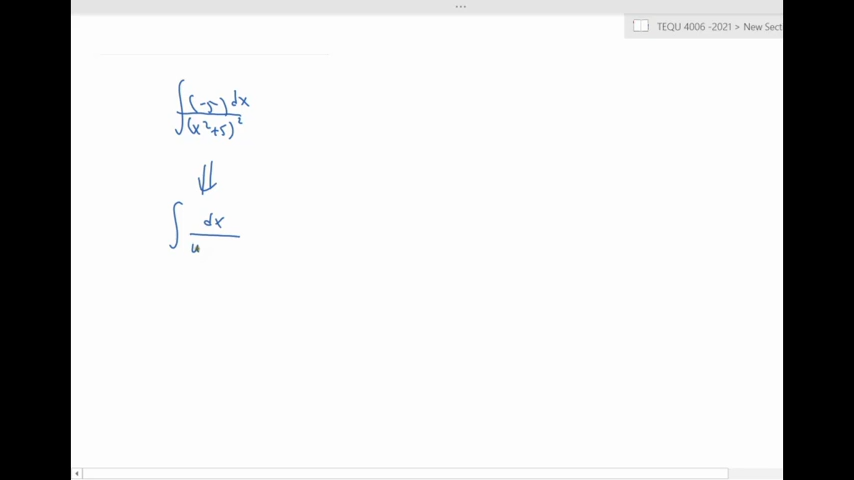 ...
TEQU 4006 -2021 > New Sect
∫ (-5) dx
(x²+5)²
⇓
∫ dx
u